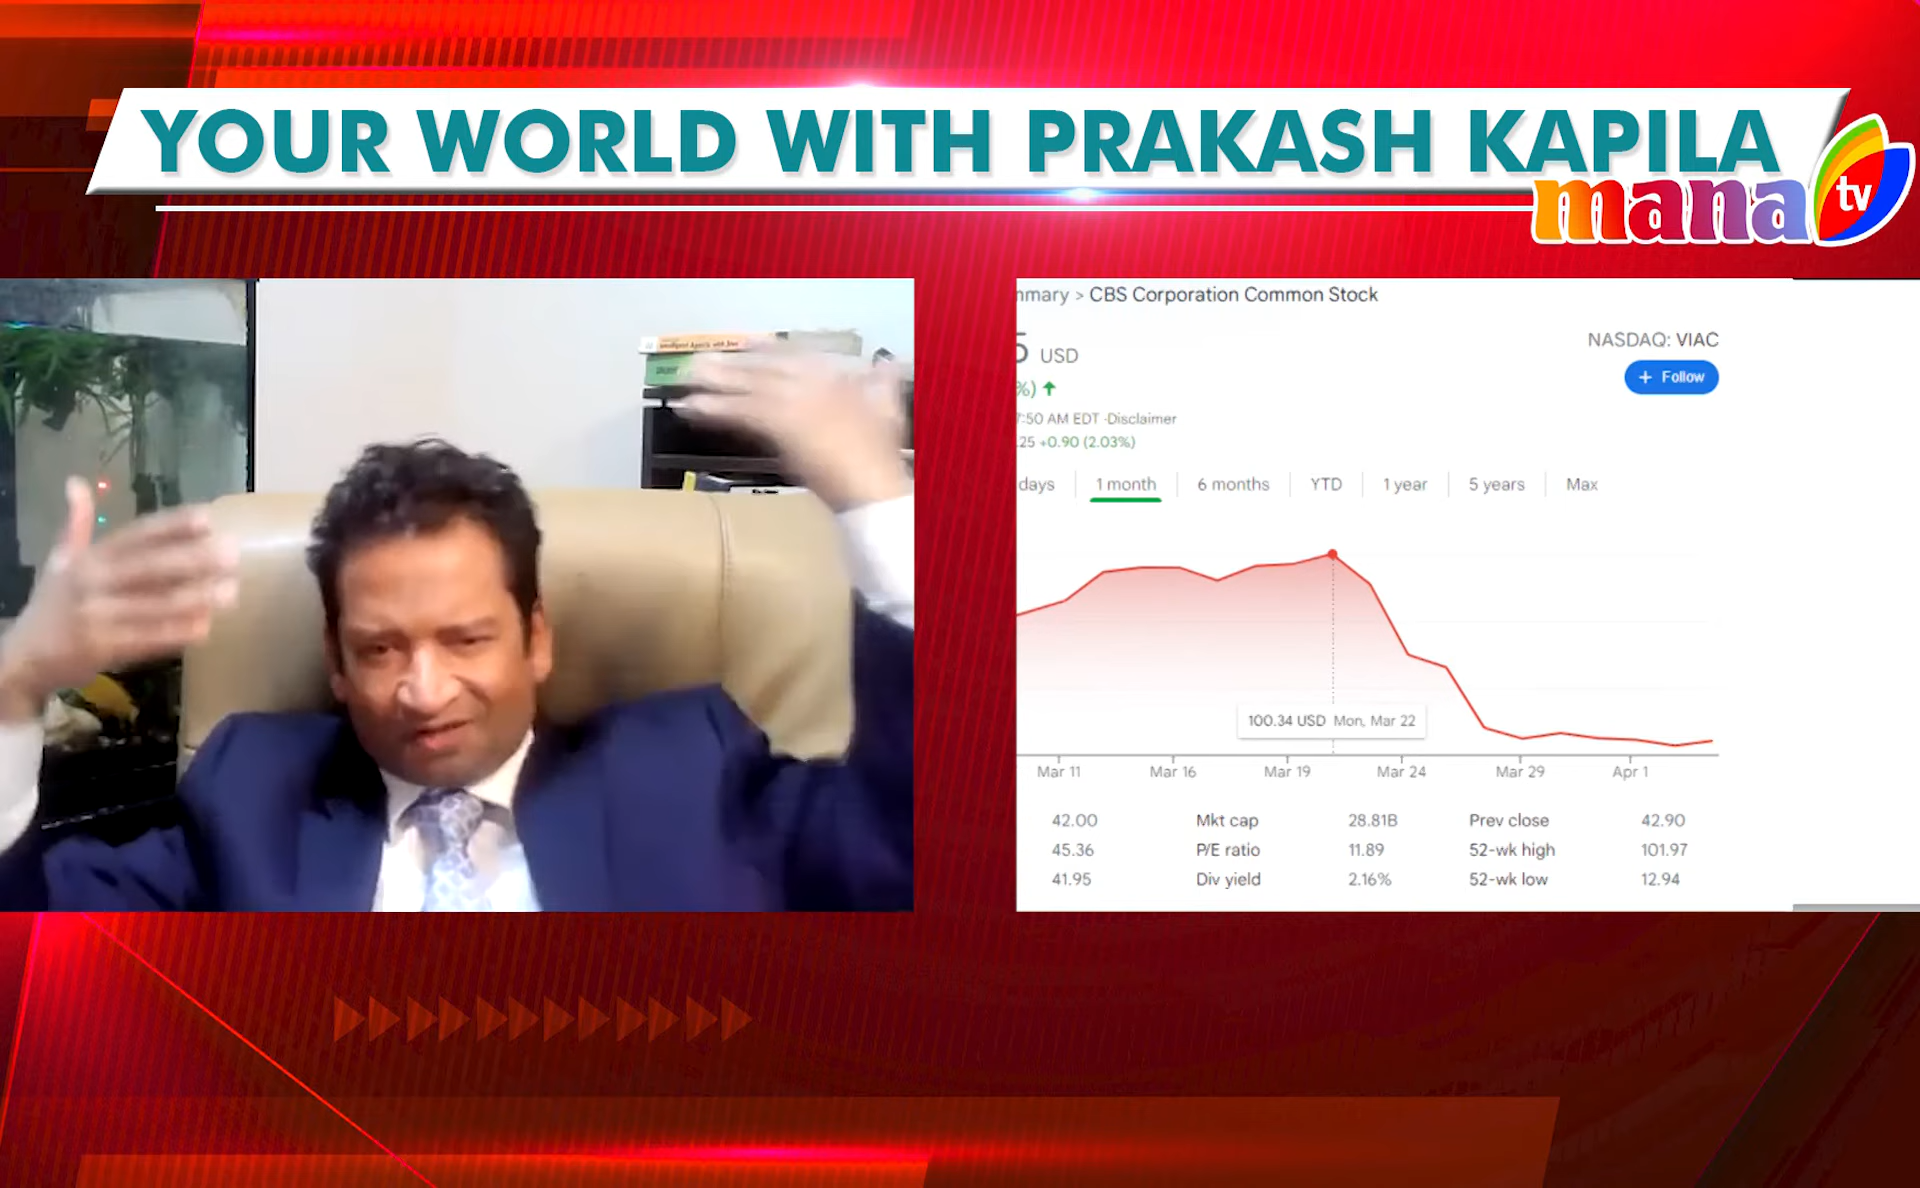 YOUR WORLD WITH PRAKASH KAPILA
mana tv
mmary > CBS Corporation Common Stock
NASDAQ: VIAC
5 USD
+ Follow
%) ↑
7:50 AM EDT ·Disclaimer
.25 +0.90 (2.03%)
days 1 month 6 months YTD 1 year 5 years Max
100.34 USD Mon, Mar 22
Mar 11 Mar 16 Mar 19 Mar 24 Mar 29 Apr 1
42.00 Mkt cap 28.81B Prev close 42.90
45.36 P/E ratio 11.89 52-wk high 101.97
41.95 Div yield 2.16% 52-wk low 12.94